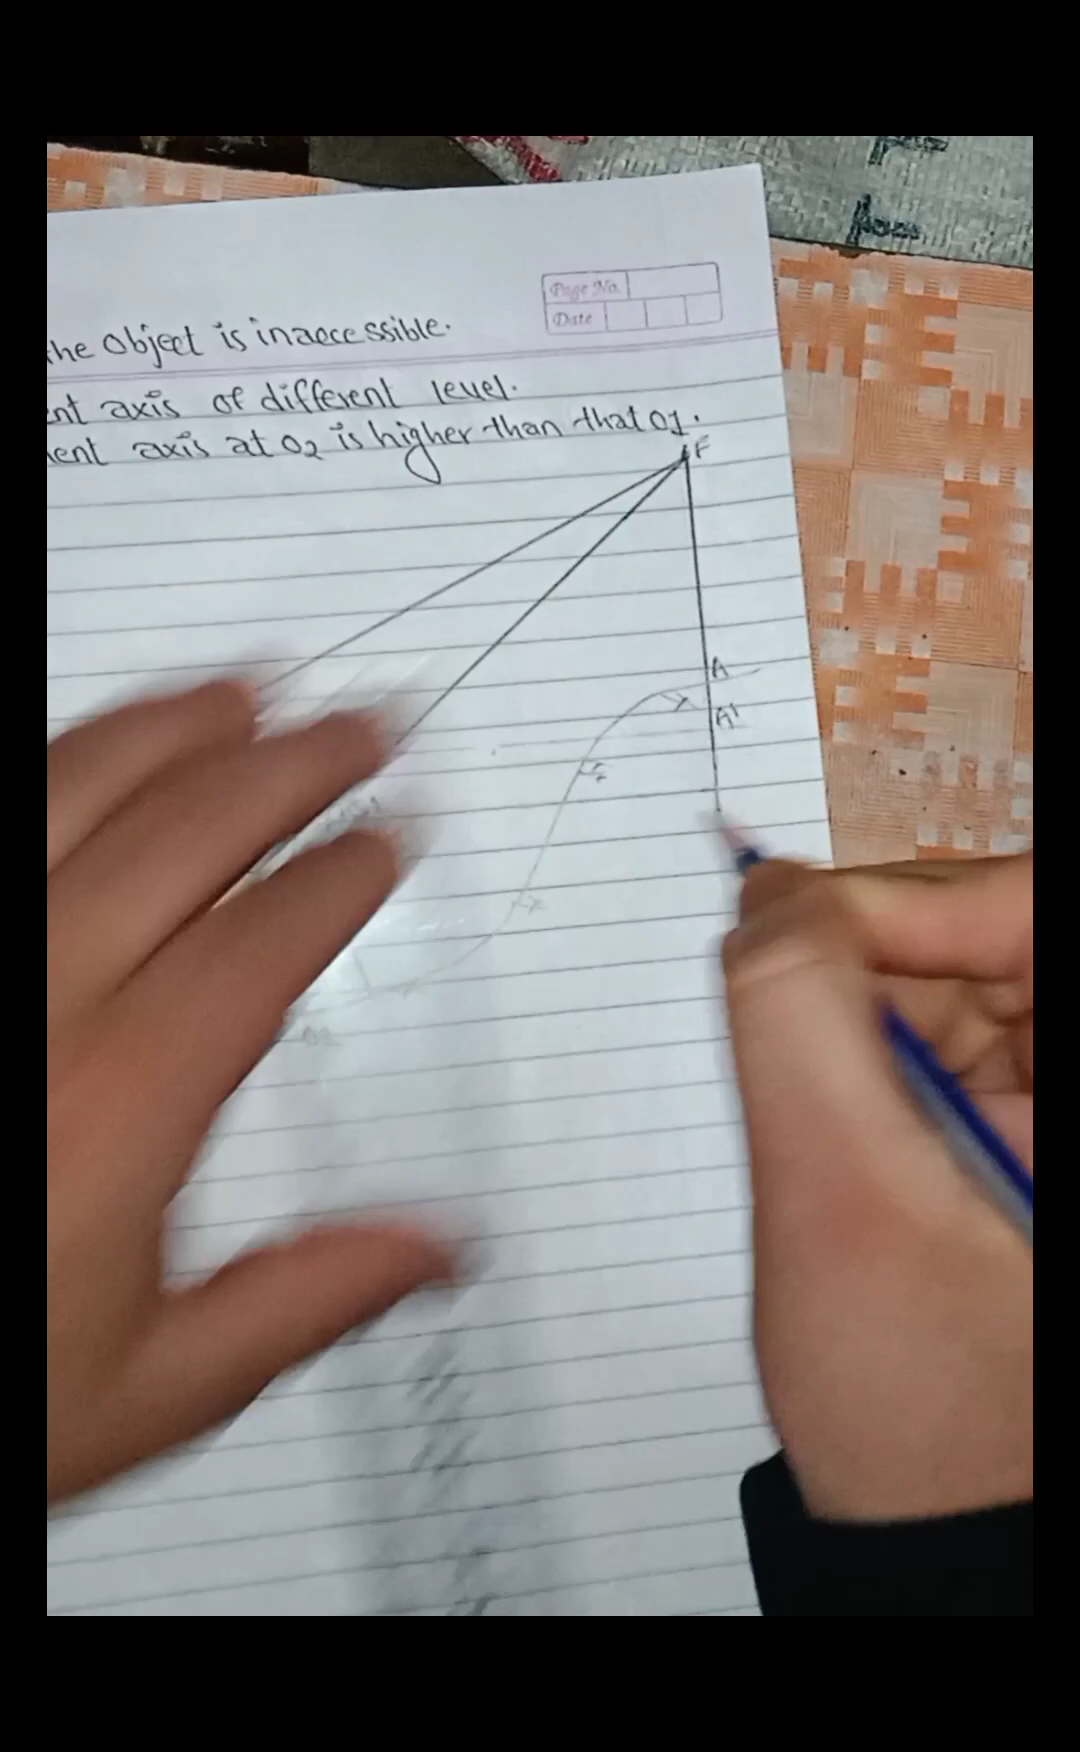 Page No.
Date
the object is inaccessible.
nt axis of different level.
ent axis at O2 is higher than that O1.
F
A
A'